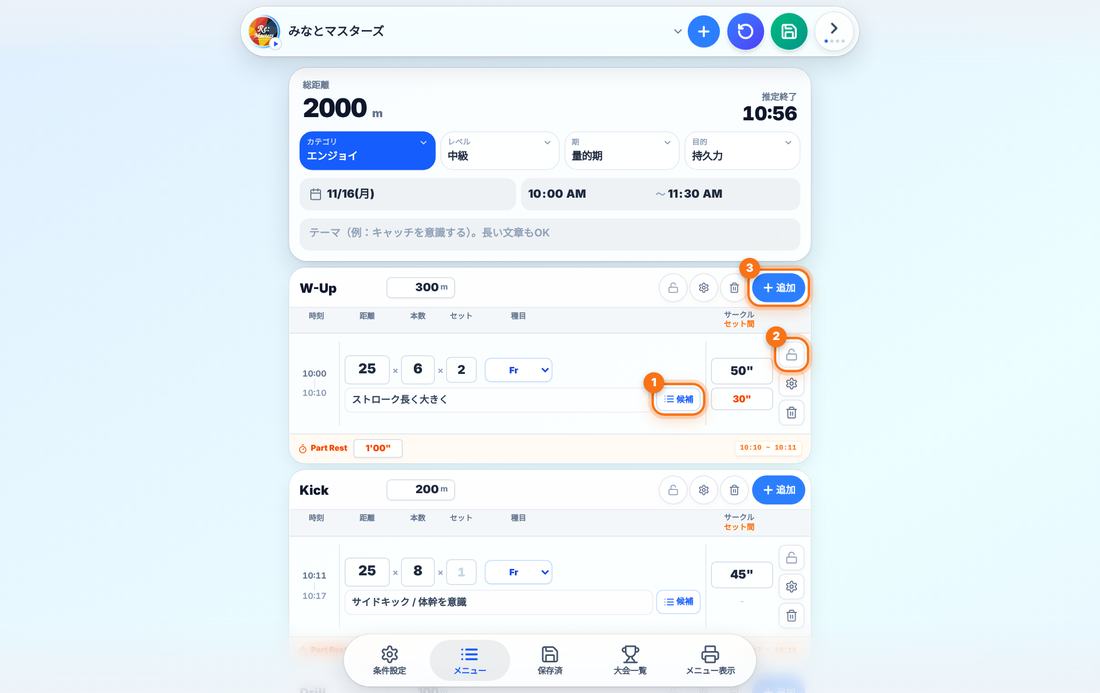 みなとマスターズ
総距離
2000 m
推定終了
10:56
カテゴリ
エンジョイ
レベル
中級
期
量的期
目的
持久力
11/16(月)
10:00 AM
〜 11:30 AM
テーマ（例：キャッチを意識する）。長い文章もOK
W-Up
300 m
3
+ 追加
時刻 距離 本数 セット 種目 サークル
セット間
2
10:00
10:10
25 × 6 × 2 Fr
50"
1
ストローク長く大きく
候補
30"
Part Rest 1'00"
10:10 ~ 10:11
Kick
200 m
+ 追加
時刻 距離 本数 セット 種目 サークル
セット間
10:11
10:17
25 × 8 × 1 Fr
45"
サイドキック / 体幹を意識
候補
-
条件設定
メニュー
保存済
大会一覧
メニュー表示